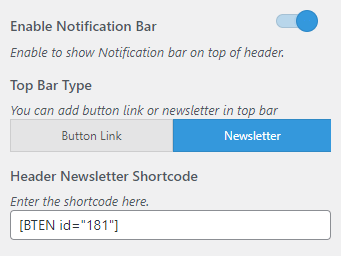 Enable Notification Bar
Enable to show Notification bar on top of header.
Top Bar Type
You can add button link or newsletter in top bar
Button Link Newsletter
Header Newsletter Shortcode
Enter the shortcode here.
[BTEN id="181"]